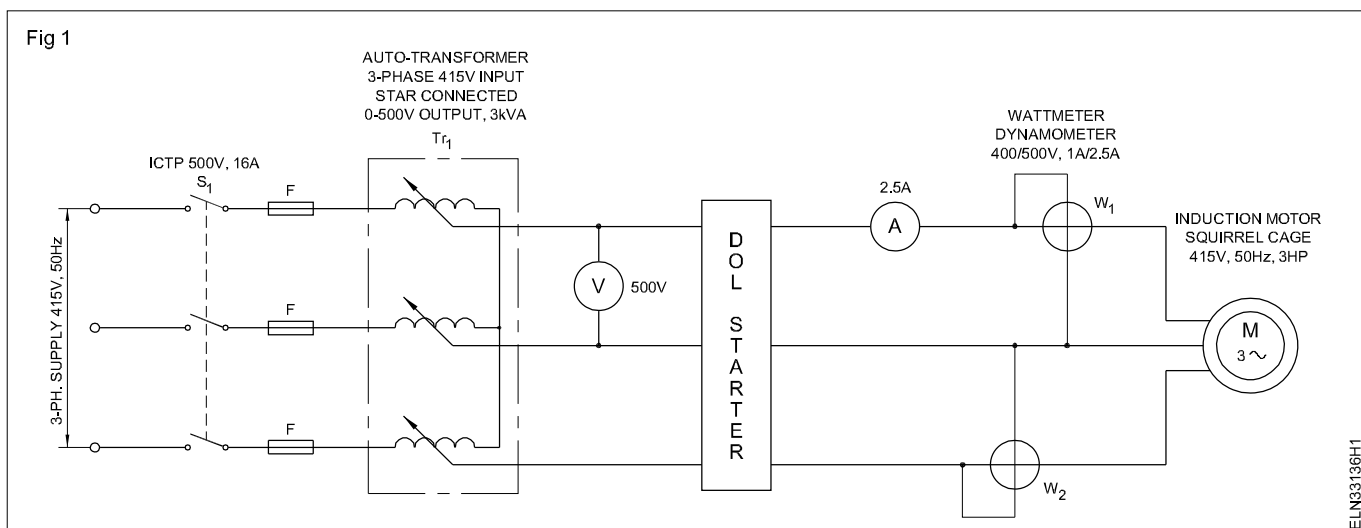 Fig 1
AUTO-TRANSFORMER
3-PHASE 415V INPUT
STAR CONNECTED
0-500V OUTPUT, 3kVA
Tr1
ICTP 500V, 16A
S1
F
F
F
3-PH. SUPPLY 415V, 50Hz
V
500V
DOL STARTER
2.5A
A
WATTMETER
DYNAMOMETER
400/500V, 1A/2.5A
W1
W2
INDUCTION MOTOR
SQUIRREL CAGE
415V, 50Hz, 3HP
M
3~
ELN33136H1